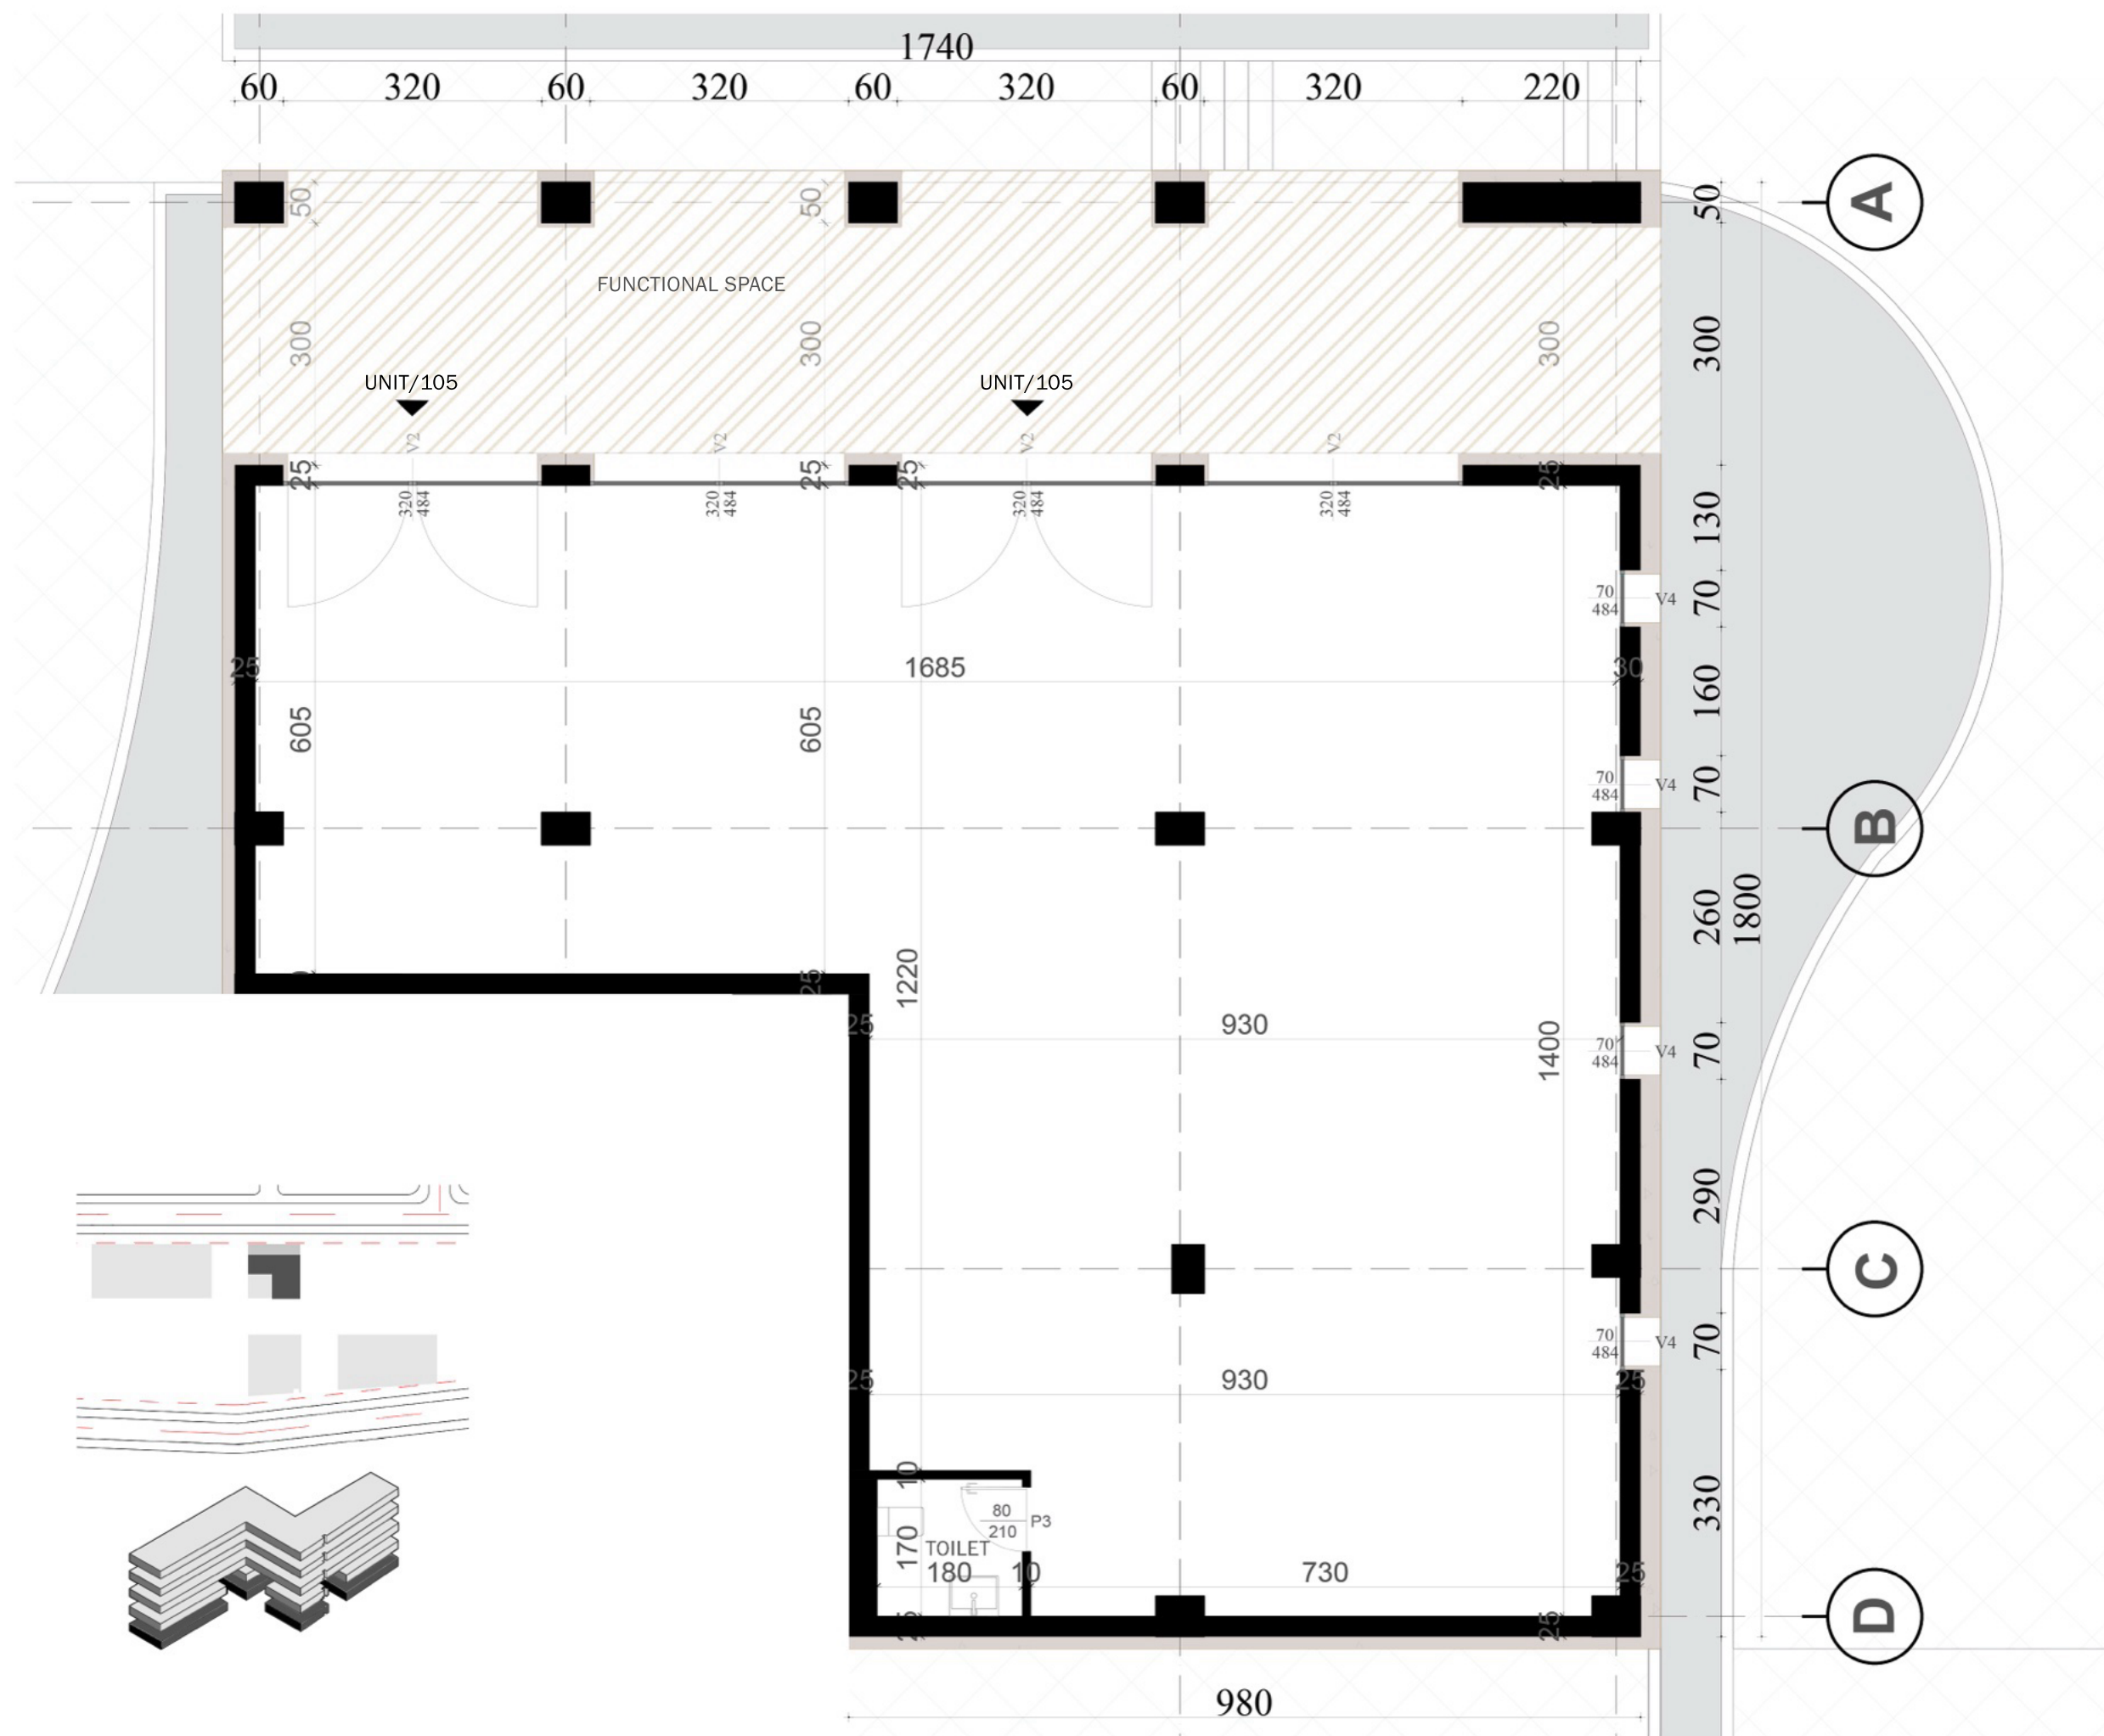 1740
60 320 60 320 60 320 60 320 220
A
50 50 50
FUNCTIONAL SPACE
300 300 300 300
UNIT/105 UNIT/105
V2 V2 V2 V2
25 25 25 25
320 320 320 320
484 484 484 484
130
70 V4 70
484
25 1685 30 160
605 605
70 V4 70
484
B
260 1800
25
1220
25 930
1400
70 V4 70
484
290
C
70 V4 70
484
25 930 25
10
80 P3
210
330
170 TOILET
180 10 730 25
25 25
D
980